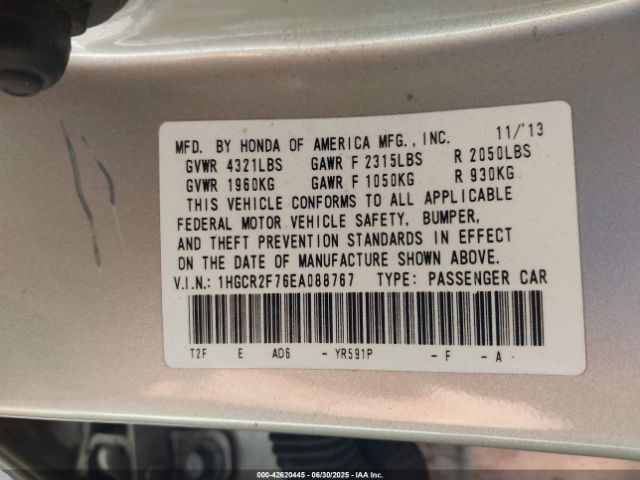 MFD. BY HONDA OF AMERICA MFG., INC. 11/'13
GVWR 4321LBS GAWR F 2315LBS R 2050LBS
GVWR 1960KG GAWR F 1050KG R 930KG
THIS VEHICLE CONFORMS TO ALL APPLICABLE
FEDERAL MOTOR VEHICLE SAFETY, BUMPER,
AND THEFT PREVENTION STANDARDS IN EFFECT
ON THE DATE OF MANUFACTURE SHOWN ABOVE.
V.I.N.: 1HGCR2F76EA088767 TYPE: PASSENGER CAR
T2F E AD6 - YR591P - F - A -
000-42620445 - 06/30/2025 - IAA Inc.